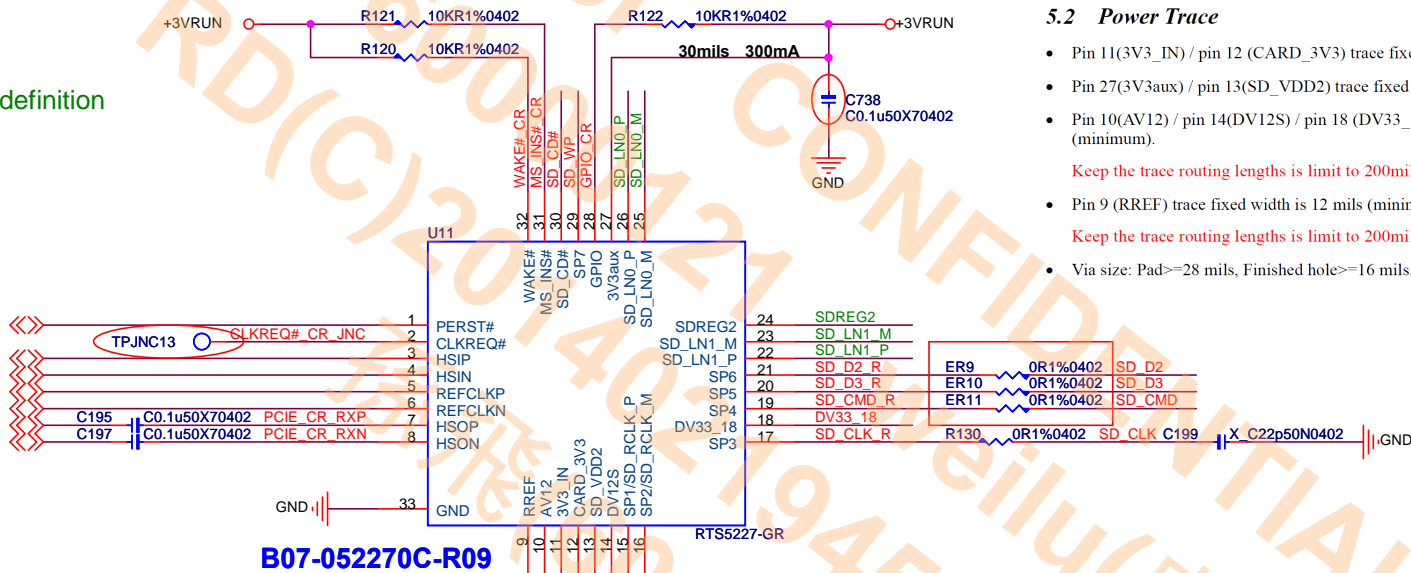 +3VRUN
R121 10KR1%0402
R120 10KR1%0402
R122 10KR1%0402
+3VRUN
30mils 300mA
C738
C0.1u50X70402
GND
definition
5.2 Power Trace
• Pin 11(3V3_IN) / pin 12 (CARD_3V3) trace fixe
• Pin 27(3V3aux) / pin 13(SD_VDD2) trace fixed
• Pin 10(AV12) / pin 14(DV12S) / pin 18 (DV33_
(minimum).
Keep the trace routing lengths is limit to 200mil
• Pin 9 (RREF) trace fixed width is 12 mils (minin
Keep the trace routing lengths is limit to 200mil
• Via size: Pad>=28 mils, Finished hole>=16 mils
WAKE#_CR
MS_INS#_CR
SD_CD#
SD_WP
GPIO_CR
SD_LN0_P
SD_LN0_M
32
31
30
29
28
27
26
25
U11
WAKE#
MS_INS#
SD_CD#
SP7
GPIO
3V3aux
SD_LN0_P
SD_LN0_M
1 PERST#
TPJNC13 CLKREQ#_CR_JNC 2 CLKREQ#
3 HSIP
4 HSIN
5 REFCLKP
6 REFCLKN
C195 C0.1u50X70402 PCIE_CR_RXP 7 HSOP
C197 C0.1u50X70402 PCIE_CR_RXN 8 HSON
GND 33 GND
SDREG2 24 SDREG2
SD_LN1_M 23 SD_LN1_M
SD_LN1_P 22 SD_LN1_P
SP6 21 SD_D2_R ER9 0R1%0402 SD_D2
SP5 20 SD_D3_R ER10 0R1%0402 SD_D3
SP4 19 SD_CMD_R ER11 0R1%0402 SD_CMD
DV33_18 18 DV33_18
SP3 17 SD_CLK_R R130 0R1%0402 SD_CLK C199 X_C22p50N0402 GND
RREF
AV12
3V3_IN
CARD_3V3
SD_VDD2
DV12S
SP1/SD_RCLK_P
SP2/SD_RCLK_M
9
10
11
12
13
14
15
16
RTS5227-GR
B07-052270C-R09
CONFIDENTIAL